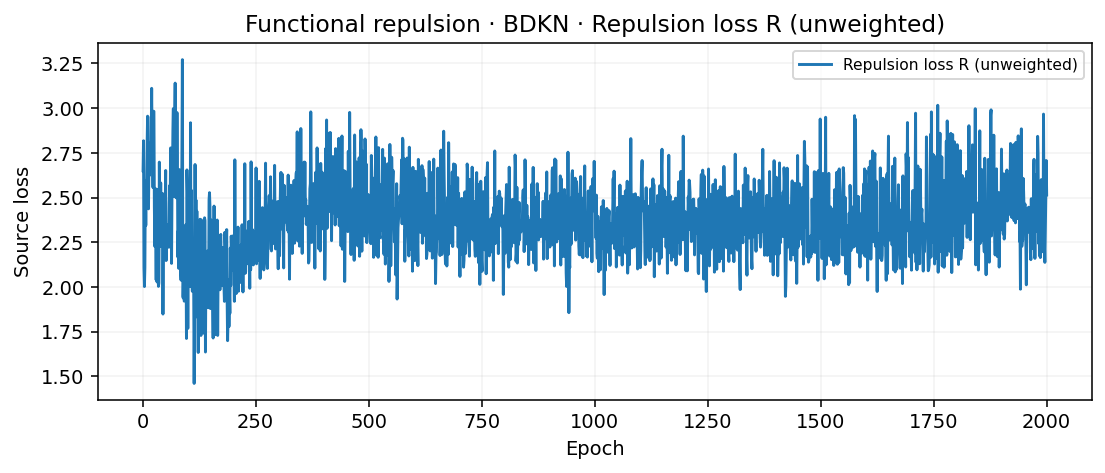 Functional repulsion · BDKN · Repulsion loss R (unweighted)
Repulsion loss R (unweighted)
Source loss
3.25
3.00
2.75
2.50
2.25
2.00
1.75
1.50
0 250 500 750 1000 1250 1500 1750 2000
Epoch